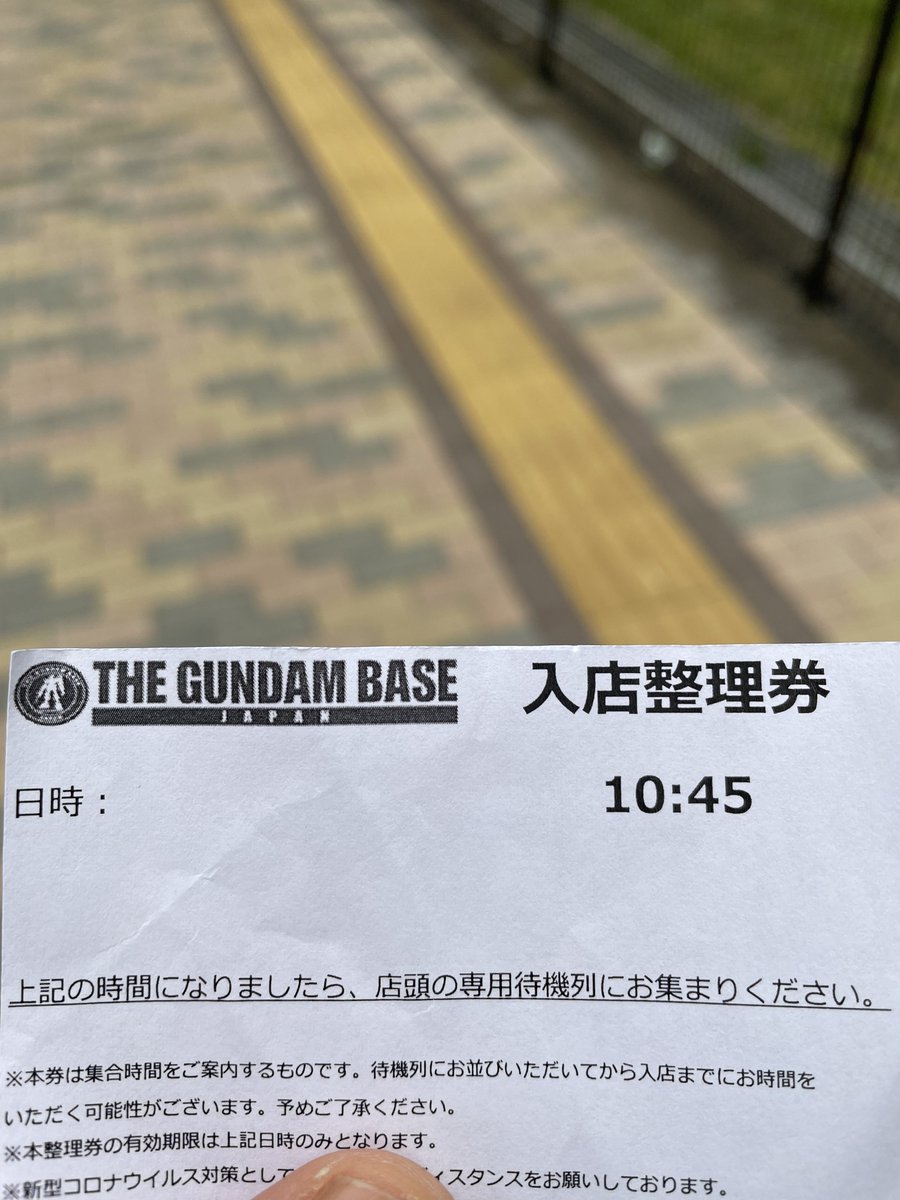 THE GUNDAM BASE
JAPAN
入店整理券
日時：
10:45
上記の時間になりましたら、店頭の専用待機列にお集まりください。
※本券は集合時間をご案内するものです。待機列にお並びいただいてから入店までにお時間を
いただく可能性がございます。予めご了承ください。
※本整理券の有効期限は上記日時のみとなります。
※新型コロナウイルス対策として ィスタンスをお願いしております。